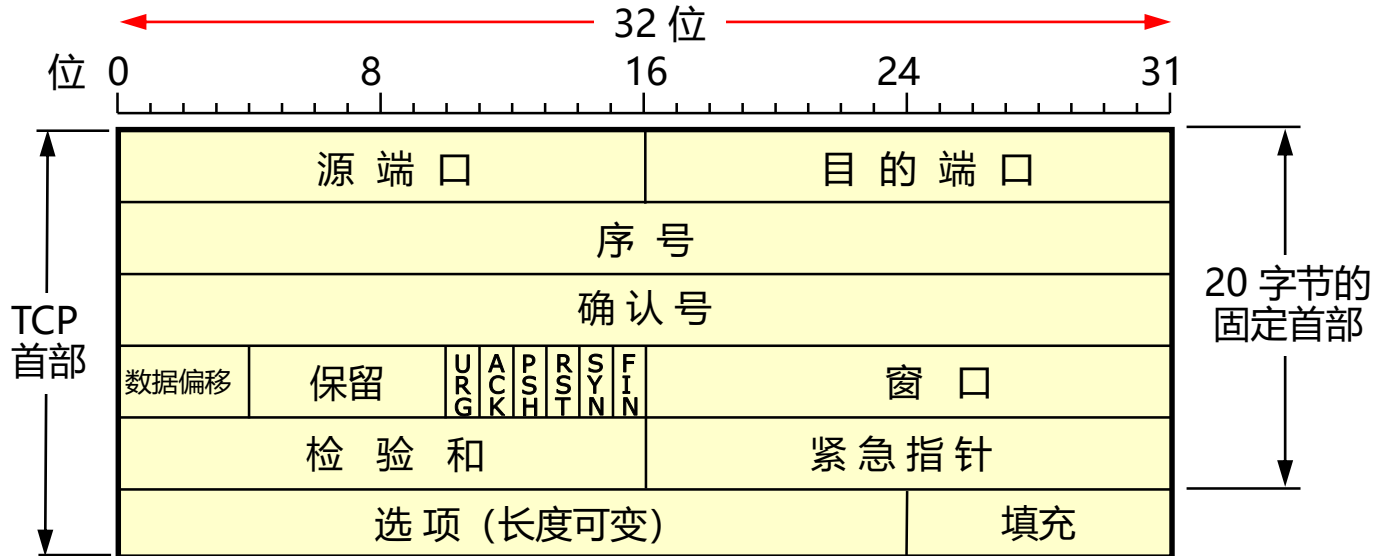 32 位
位 0 8 16 24 31
源 端 口 目 的 端 口
序 号
确 认 号
TCP
首部
20 字节的
固定首部
数据偏移 保留 URG ACK PSH RST SYN FIN 窗 口
检 验 和 紧 急 指 针
选 项 (长度可变) 填充